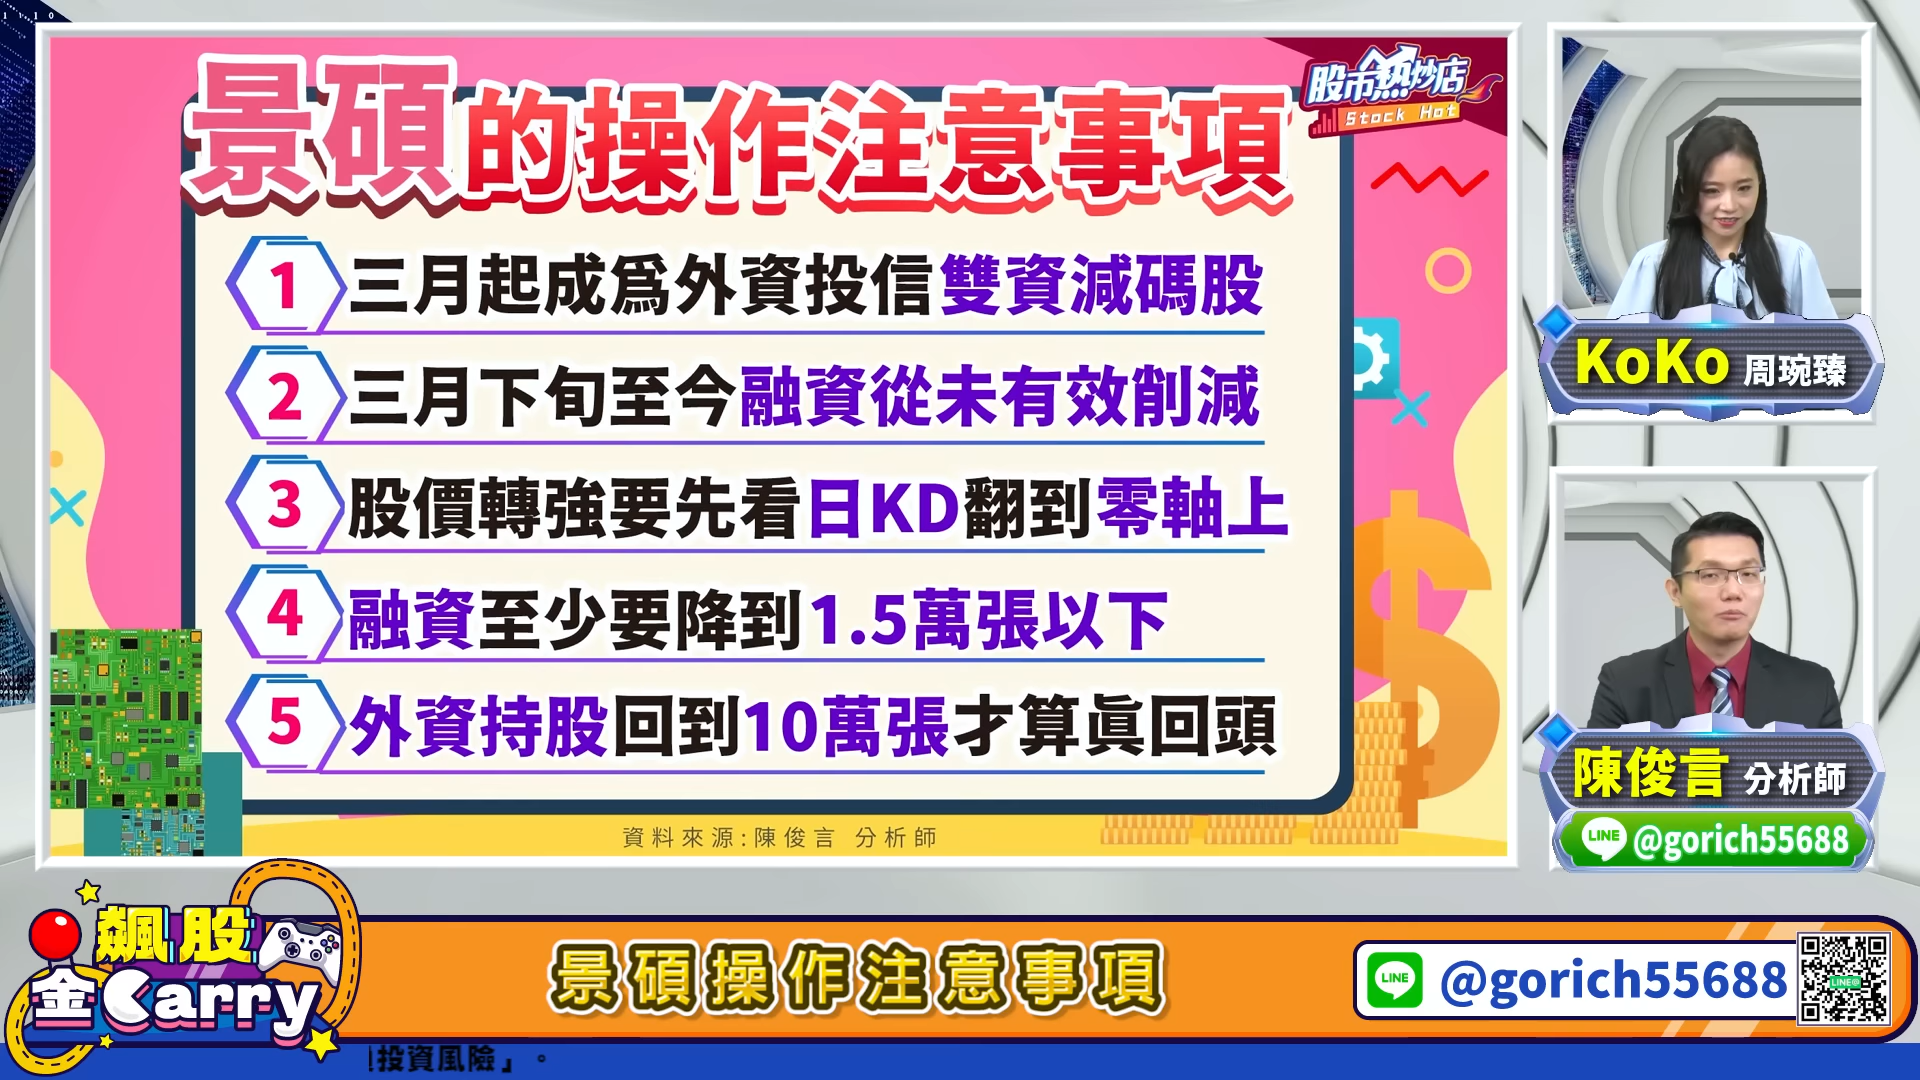 景碩的操作注意事項
股市熱炒店
Stock Hot
1 三月起成爲外資投信雙資減碼股
2 三月下旬至今融資從未有效削減
3 股價轉強要先看日KD翻到零軸上
4 融資至少要降到1.5萬張以下
5 外資持股回到10萬張才算眞回頭
資料來源:陳俊言 分析師
KoKo 周琬臻
陳俊言 分析師
LINE @gorich55688
飆股
金Carry
景碩操作注意事項
LINE @gorich55688
LINE@
投資風險」。